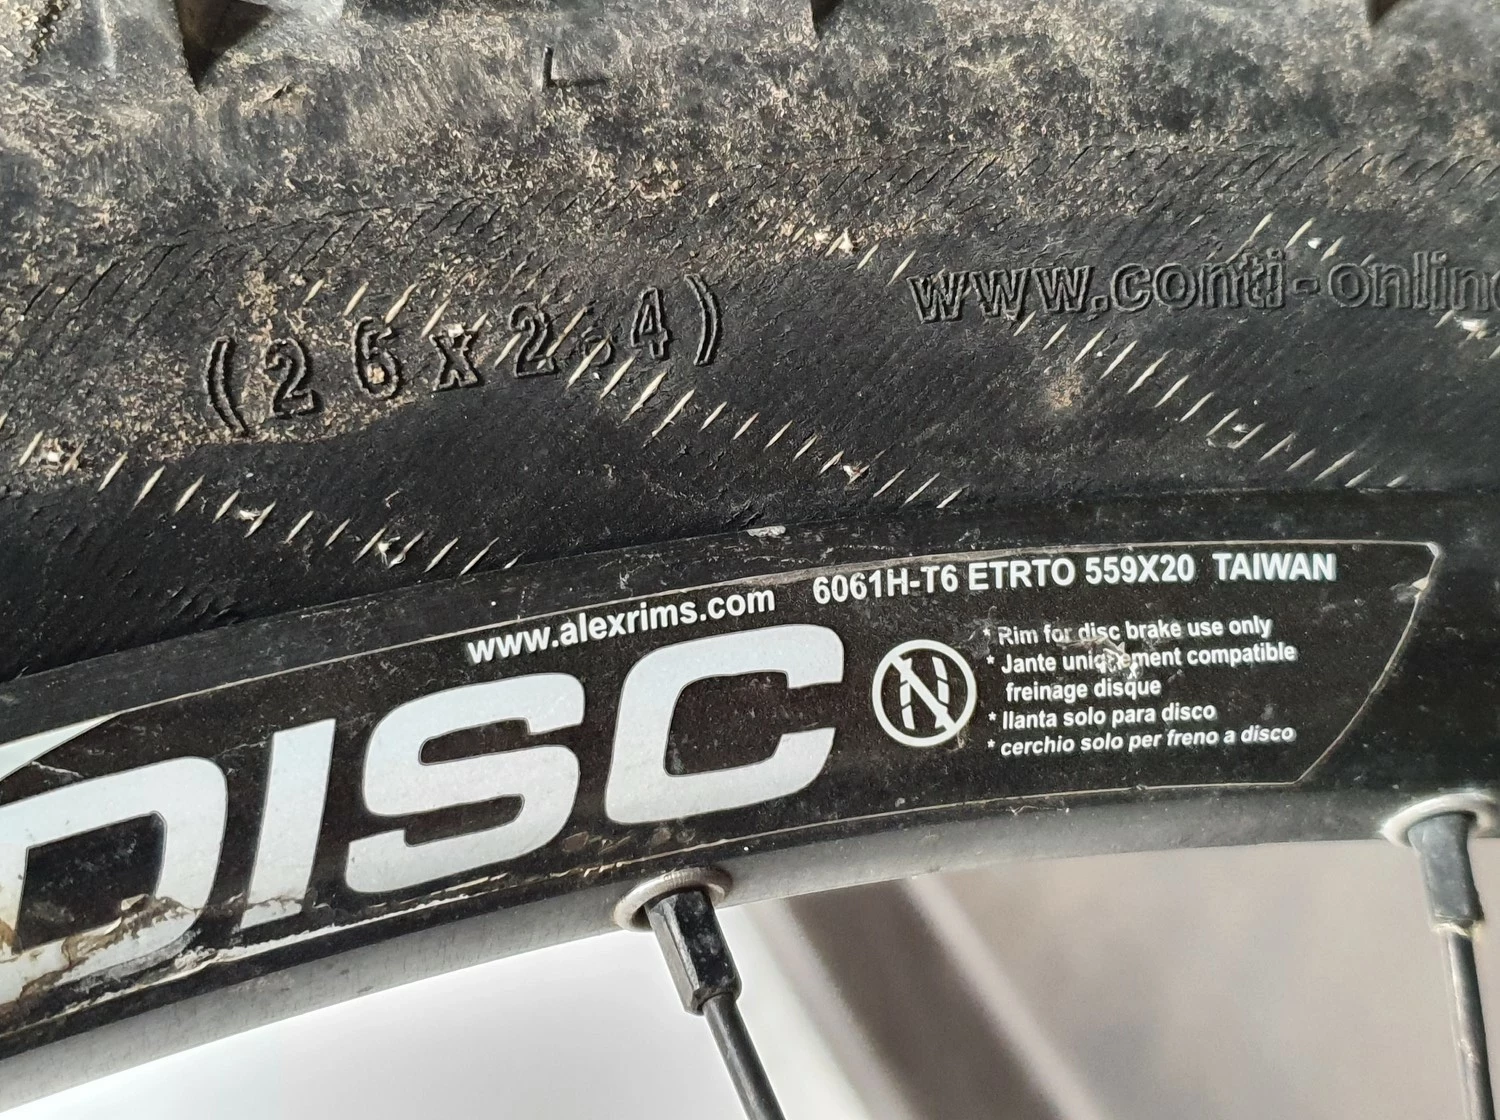 (26x2.4)
www.conti-online
www.alexrims.com 6061H-T6 ETRTO 559X20 TAIWAN
DISC
* Rim for disc brake use only
* Jante uniquement compatible
freinage disque
* llanta solo para disco
* cerchio solo per freno a disco